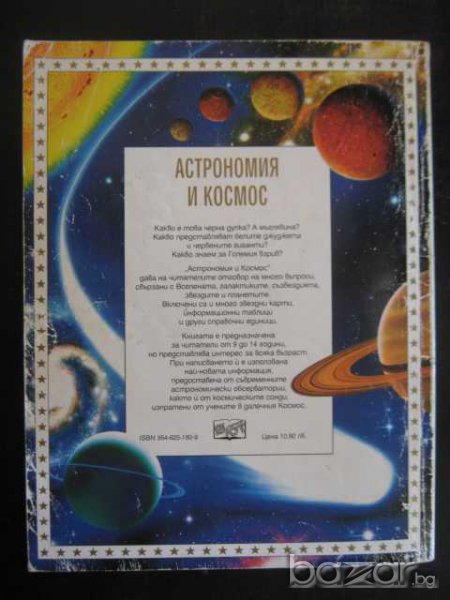 АСТРОНОМИЯ
И КОСМОС
Какво е това черна дупка? А мъглявина?
Какво представляват белите джуджета
и червените гиганти?
Какво знаем за Големия взрив?
„Астрономия и Космос"
дава на читателите отговор на много въпроси,
свързани с Вселената, галактиките, съзвездията,
звездите и планетите.
Включени са и много звездни карти,
информационни таблици
и други справочни единици.
Книгата е предназначена
за читатели от 9 до 14 години,
но представлява интерес за всяка възраст.
При написването ѝ е използвана
най-новата информация,
предоставена от съвременните
астрономически обсерватории,
както и от космическите сонди,
изпратени от учените в далечния Космос.
ISBN 954-625-180-9
Цена 10,90 лв.
bazar.bg